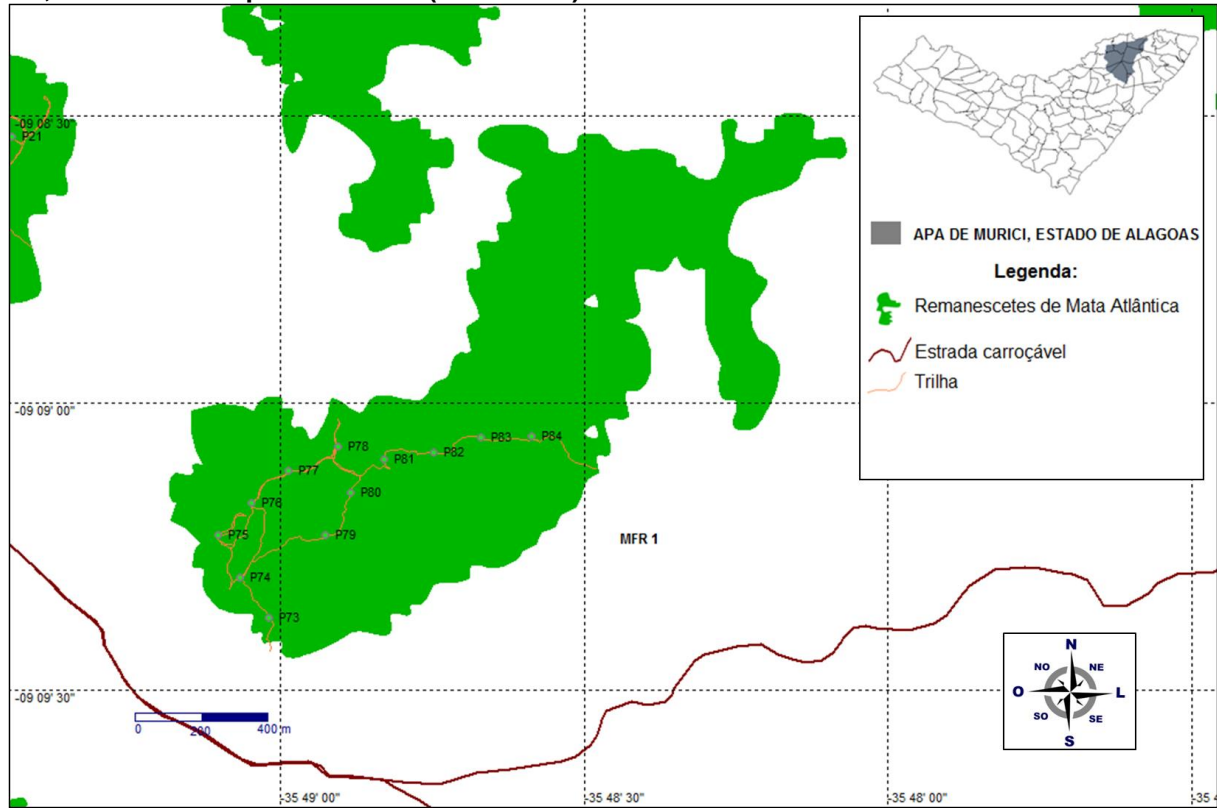 -09 08' 30"
P21
APA DE MURICI, ESTADO DE ALAGOAS
Legenda:
Remanescetes de Mata Atlântica
Estrada carroçável
Trilha
-09 09' 00"
P78
P83
P84
P81
P82
P77
P80
P76
P75
P79
MFR 1
P74
P73
N
NO
NE
O
L
SO
SE
S
-09 09' 30"
0
200
400 m
-35 49' 00"
-35 48' 30"
-35 48' 00"